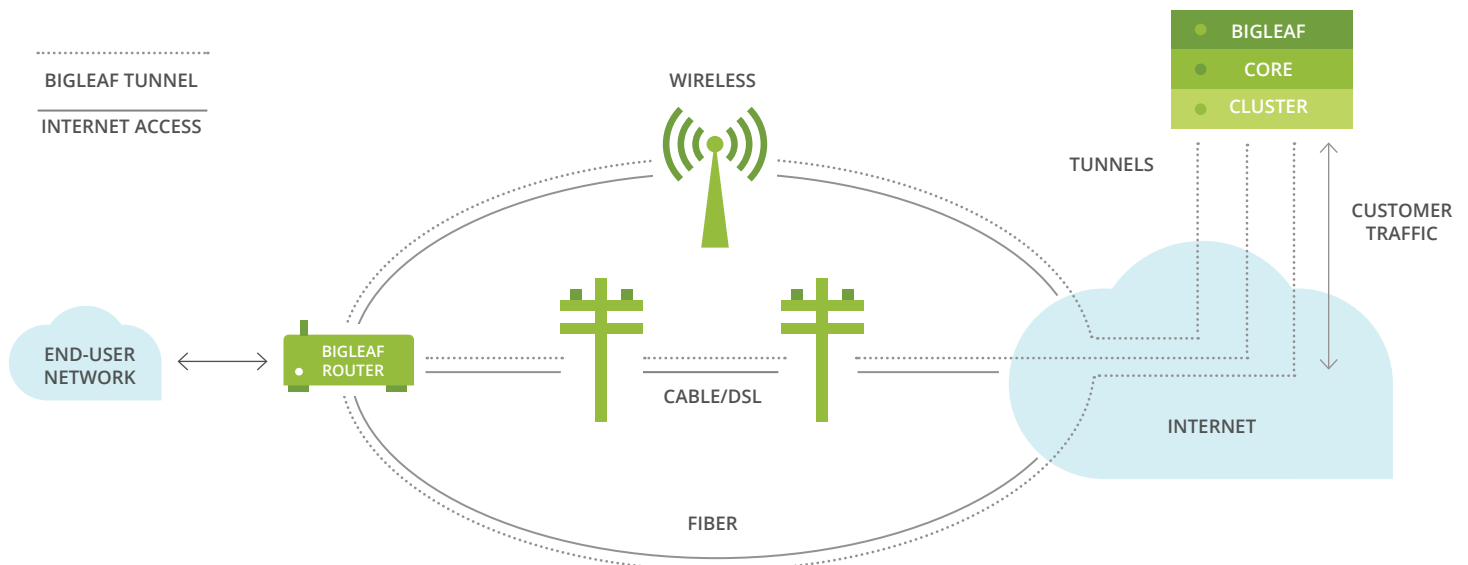 BIGLEAF TUNNEL
INTERNET ACCESS
WIRELESS
BIGLEAF
CORE
CLUSTER
TUNNELS
CUSTOMER
TRAFFIC
END-USER
NETWORK
BIGLEAF
ROUTER
CABLE/DSL
INTERNET
FIBER